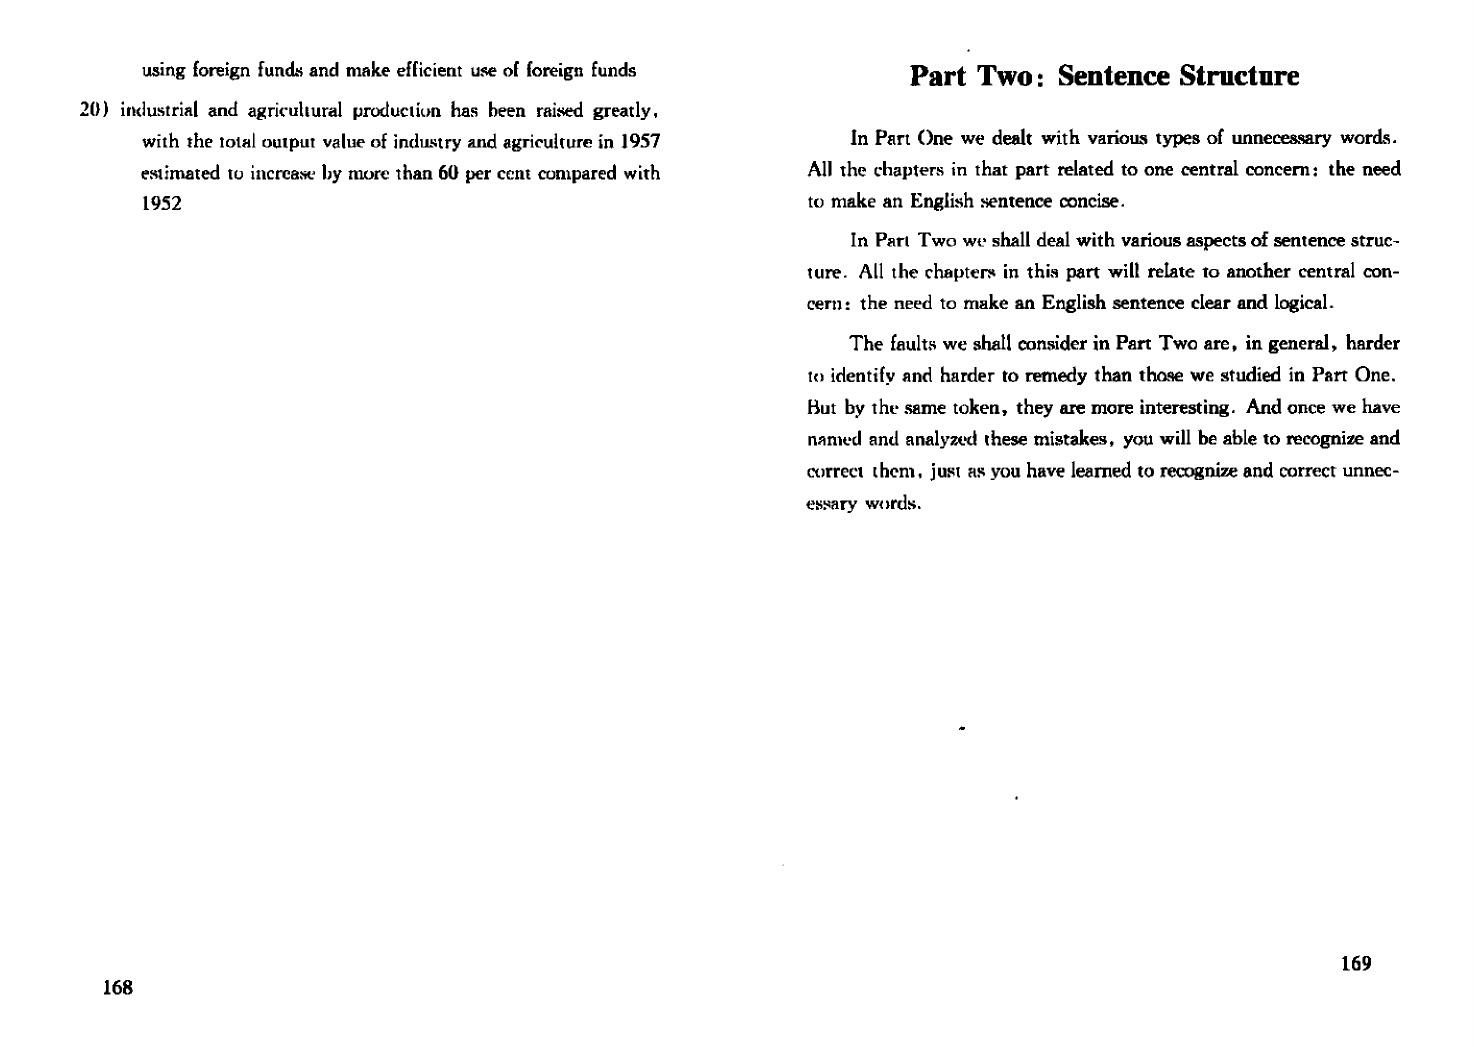 using foreign funds and make efficient use of foreign funds
20) industrial and agricultural production has been raised greatly,
with the total output value of industry and agriculture in 1957
estimated to increase by more than 60 per cent compared with
1952
168
Part Two: Sentence Structure
In Part One we dealt with various types of unnecessary words.
All the chapters in that part related to one central concern: the need
to make an English sentence concise.
In Part Two we shall deal with various aspects of sentence struc-
ture. All the chapters in this part will relate to another central con-
cern: the need to make an English sentence clear and logical.
The faults we shall consider in Part Two are, in general, harder
to identify and harder to remedy than those we studied in Part One.
But by the same token, they are more interesting. And once we have
named and analyzed these mistakes, you will be able to recognize and
correct them, just as you have learned to recognize and correct unnec-
essary words.
169